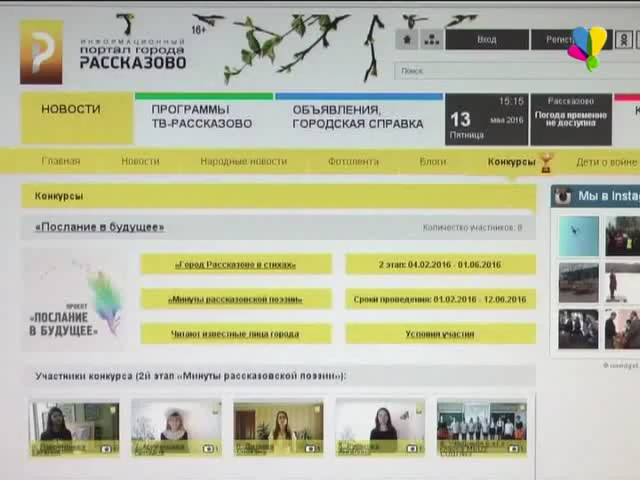 ИНФОРМАЦИОННЫЙ
портал города
РАССКАЗОВО
16+
Вход
Поиск
НОВОСТИ
ПРОГРАММЫ
ТВ-РАССКАЗОВО
ОБЪЯВЛЕНИЯ,
ГОРОДСКАЯ СПРАВКА
15:15
13
мая 2016
Пятница
Рассказово
Погода временно
не доступна
Главная
Новости
Народные новости
Фотолента
Блоги
Конкурсы
Дети о войне
Конкурсы
Мы в Insta
«Послание в будущее»
Количество участников: 8
ПРОЕКТ
«ПОСЛАНИЕ
В БУДУЩЕЕ»
«Город Рассказово в стихах»
2 этап: 04.02.2016 - 01.06.2016
«Минуты рассказовской поэзии»
Сроки проведения: 01.02.2016 - 12.06.2016
Читают известные лица города
Условия участия
Участники конкурса (2й этап «Минуты рассказовской поэзии»):